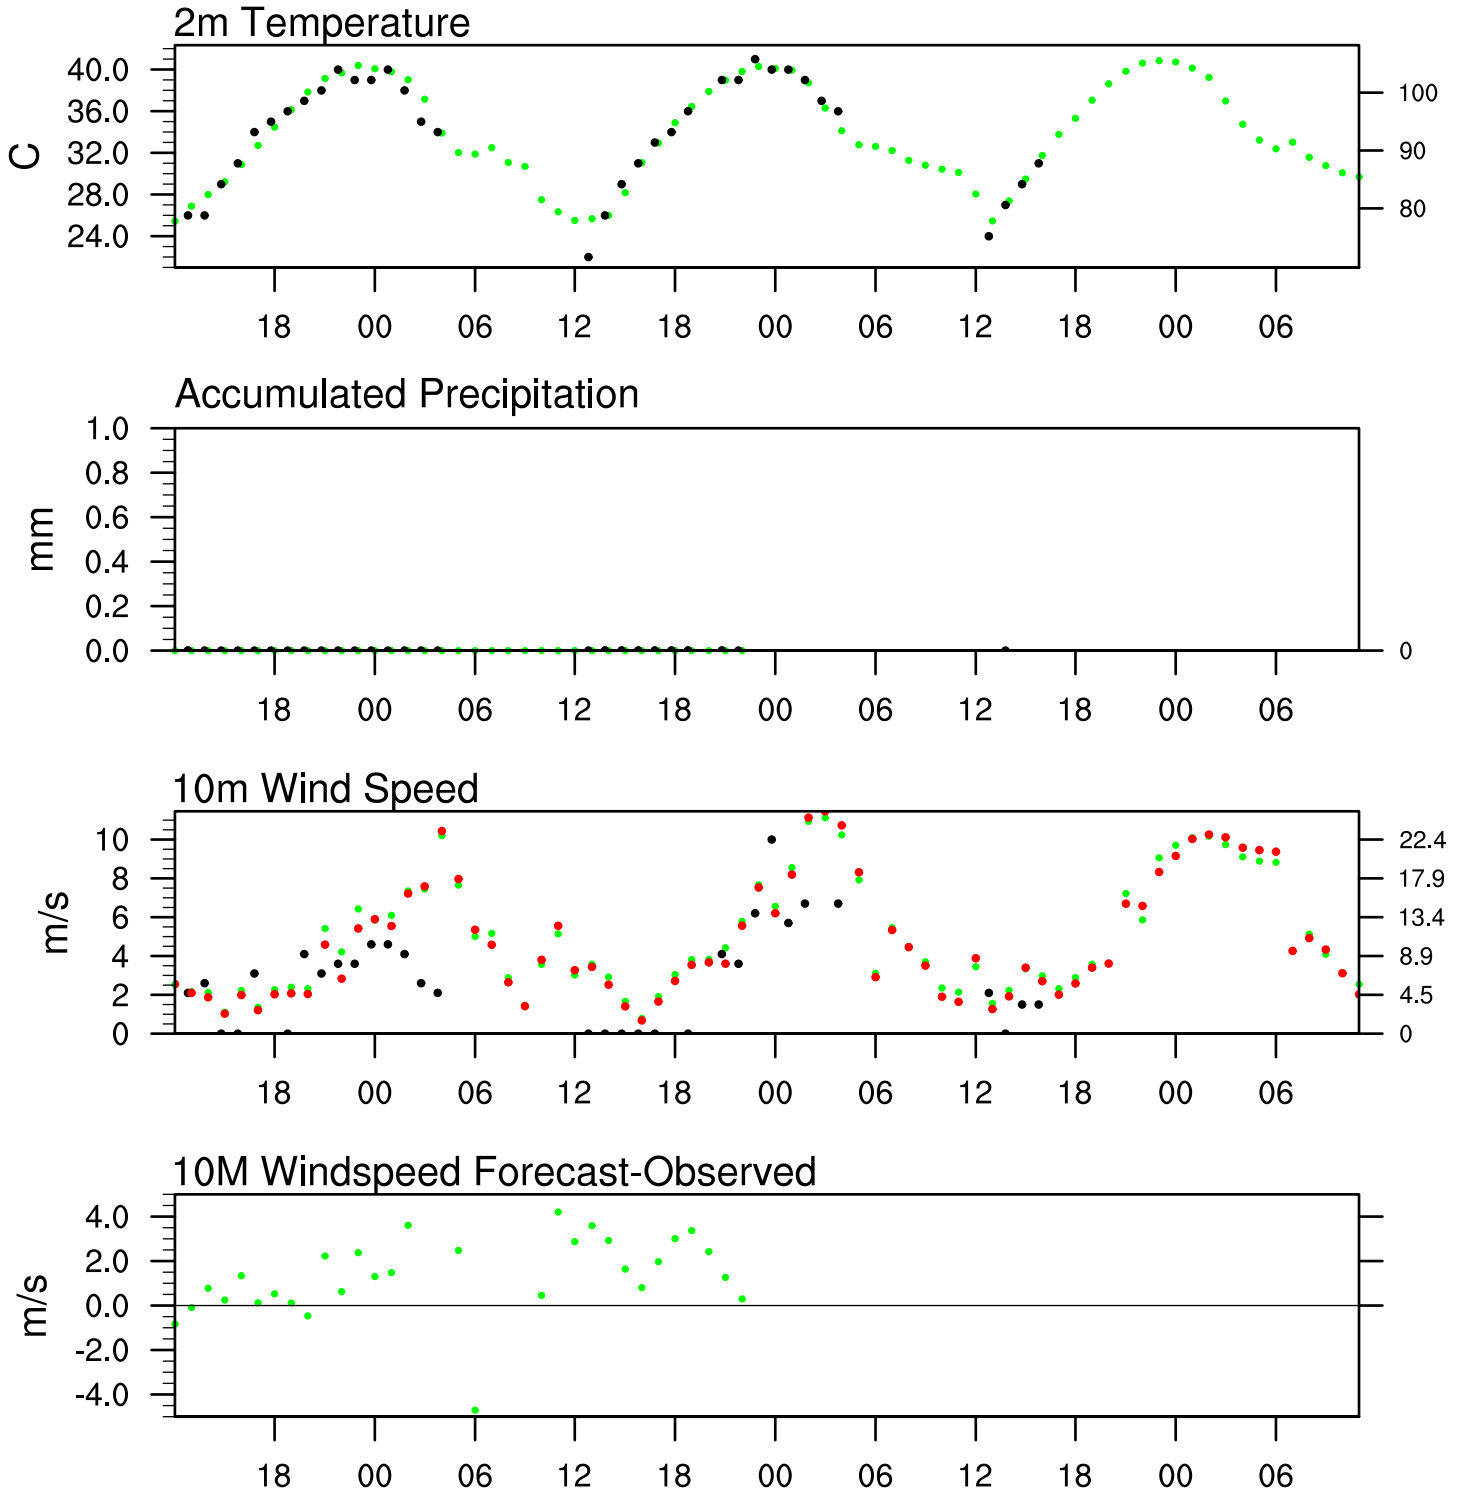 2m Temperature
40.0
36.0
32.0
28.0
24.0
C
100
90
80
18 00 06 12 18 00 06 12 18 00 06
Accumulated Precipitation
1.0
0.8
0.6
0.4
0.2
0.0
mm
0
18 00 06 12 18 00 06 12 18 00 06
10m Wind Speed
10
8
6
4
2
0
m/s
22.4
17.9
13.4
8.9
4.5
0
18 00 06 12 18 00 06 12 18 00 06
10M Windspeed Forecast-Observed
4.0
2.0
0.0
-2.0
-4.0
m/s
18 00 06 12 18 00 06 12 18 00 06